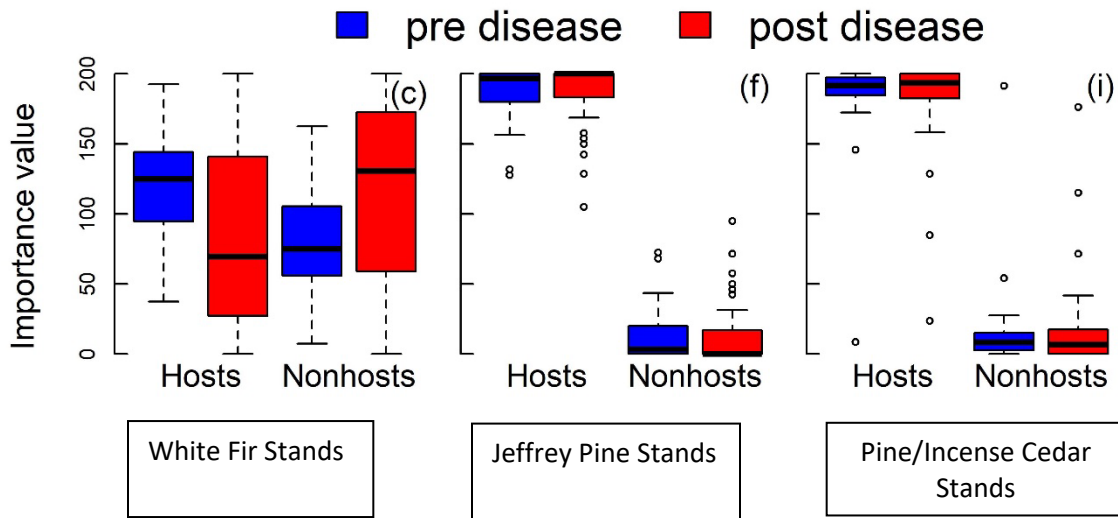 pre disease post disease
Importance value
200
150
100
50
0
(c)
(f)
(i)
Hosts Nonhosts
Hosts Nonhosts
Hosts Nonhosts
White Fir Stands
Jeffrey Pine Stands
Pine/Incense Cedar
Stands